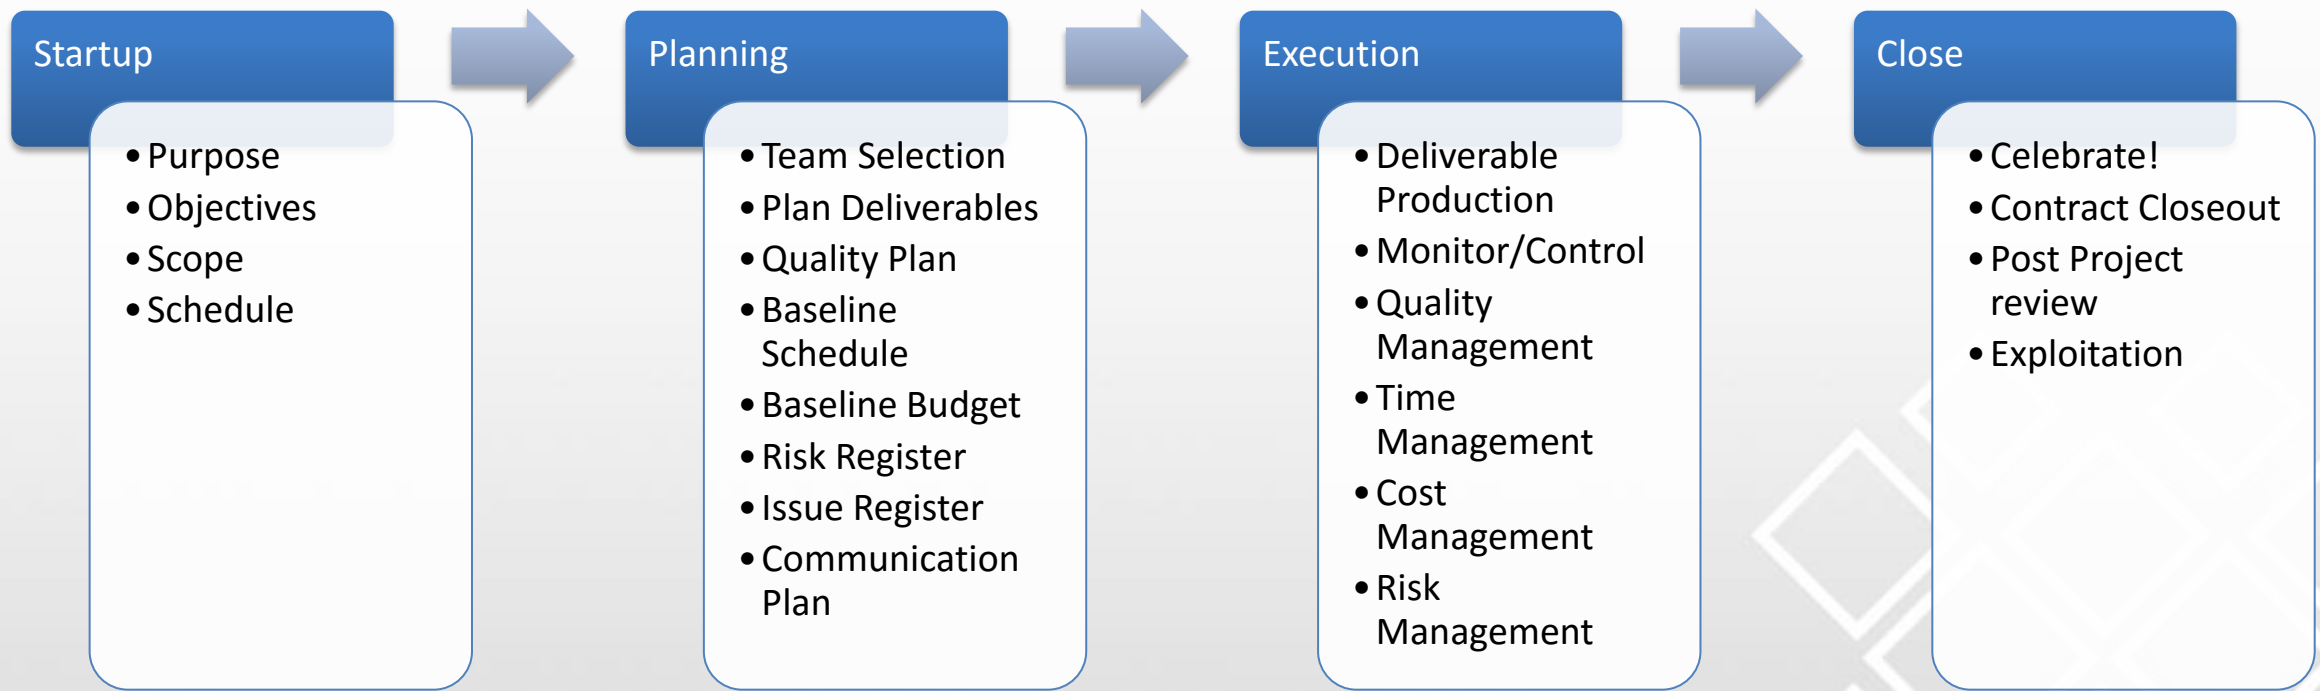 Startup
•Purpose
•Objectives
•Scope
•Schedule
Planning
•Team Selection
•Plan Deliverables
•Quality Plan
•Baseline
Schedule
•Baseline Budget
•Risk Register
•Issue Register
•Communication
Plan
Execution
•Deliverable
Production
•Monitor/Control
•Quality
Management
•Time
Management
•Cost
Management
•Risk
Management
Close
•Celebrate!
•Contract Closeout
•Post Project
review
•Exploitation